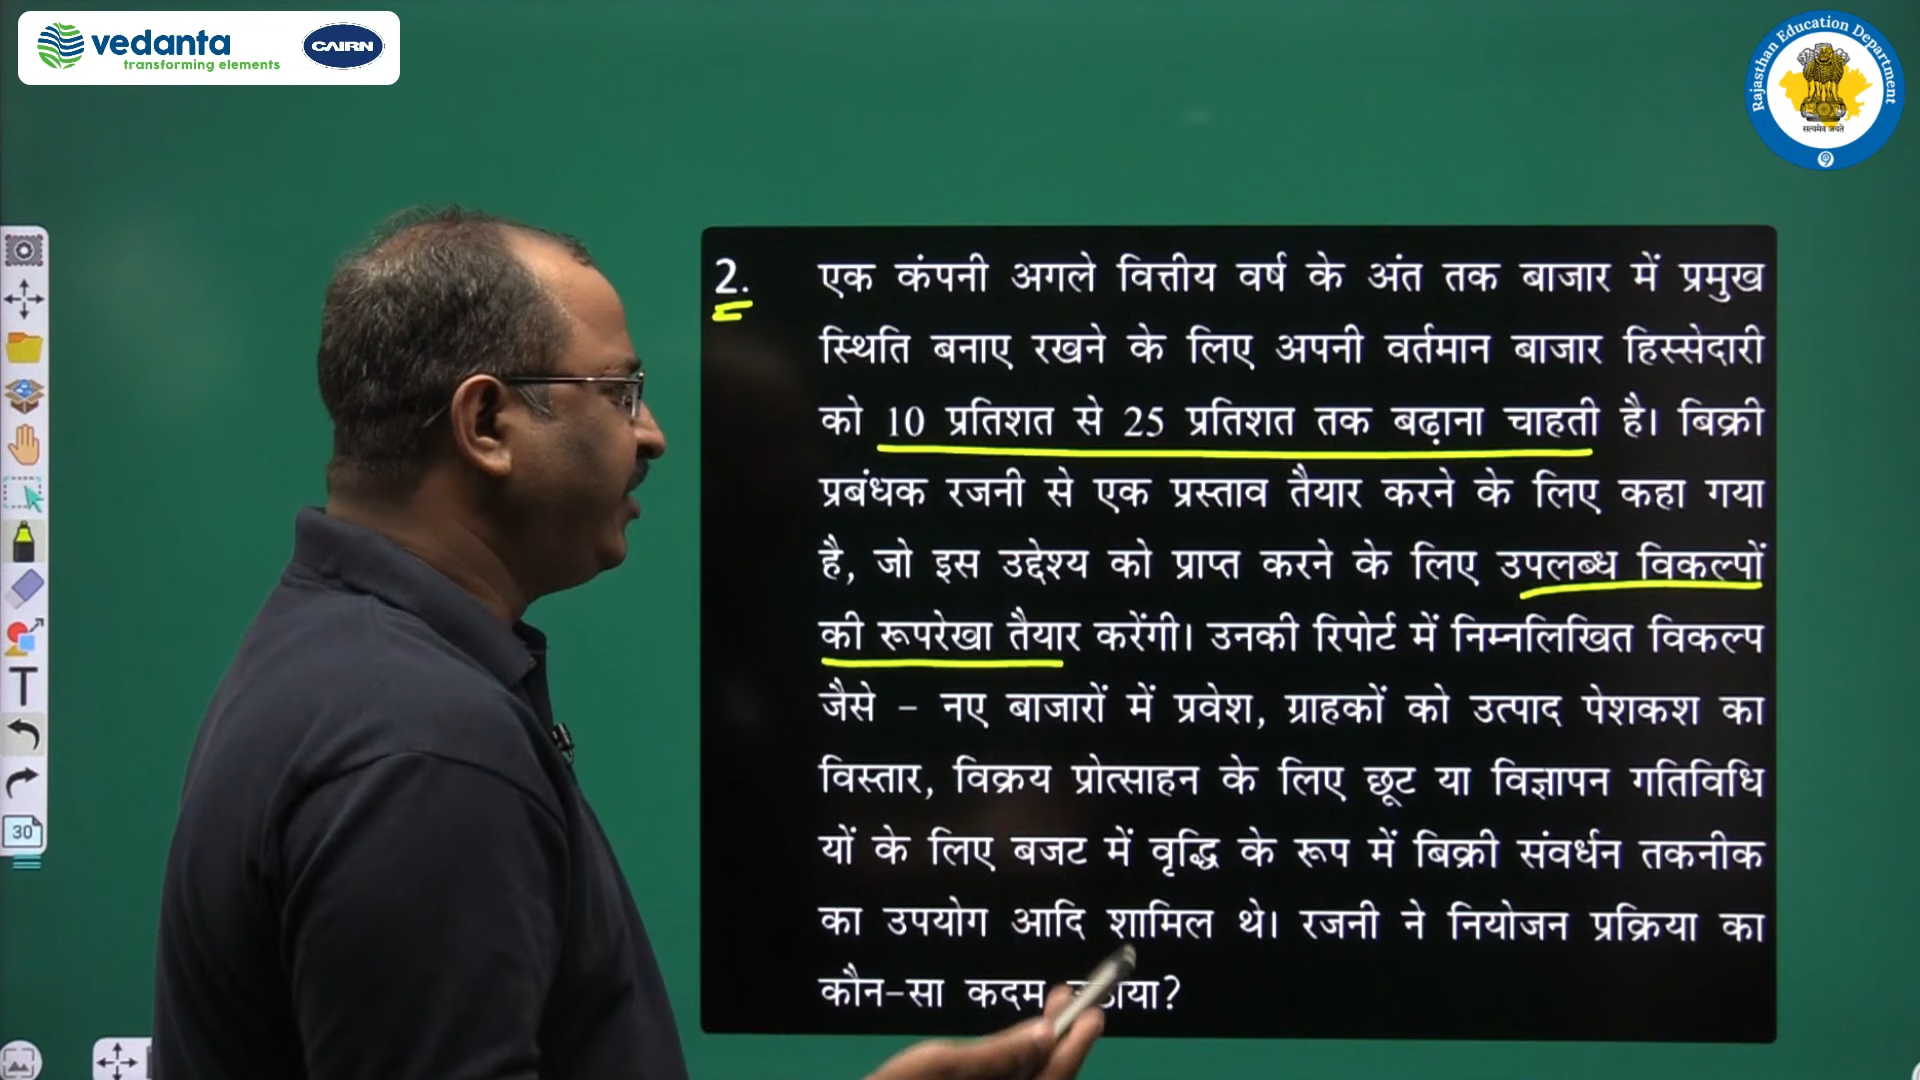 vedanta
transforming elements
CAIRN
Rajasthan Education Department
सत्यमेव जयते
2. एक कंपनी अगले वित्तीय वर्ष के अंत तक बाजार में प्रमुख
स्थिति बनाए रखने के लिए अपनी वर्तमान बाजार हिस्सेदारी
को 10 प्रतिशत से 25 प्रतिशत तक बढ़ाना चाहती है। बिक्री
प्रबंधक रजनी से एक प्रस्ताव तैयार करने के लिए कहा गया
है, जो इस उद्देश्य को प्राप्त करने के लिए उपलब्ध विकल्पों
की रूपरेखा तैयार करेंगी। उनकी रिपोर्ट में निम्नलिखित विकल्प
जैसे – नए बाजारों में प्रवेश, ग्राहकों को उत्पाद पेशकश का
विस्तार, विक्रय प्रोत्साहन के लिए छूट या विज्ञापन गतिविधि
यों के लिए बजट में वृद्धि के रूप में बिक्री संवर्धन तकनीक
का उपयोग आदि शामिल थे। रजनी ने नियोजन प्रक्रिया का
कौन-सा कदम
T
30